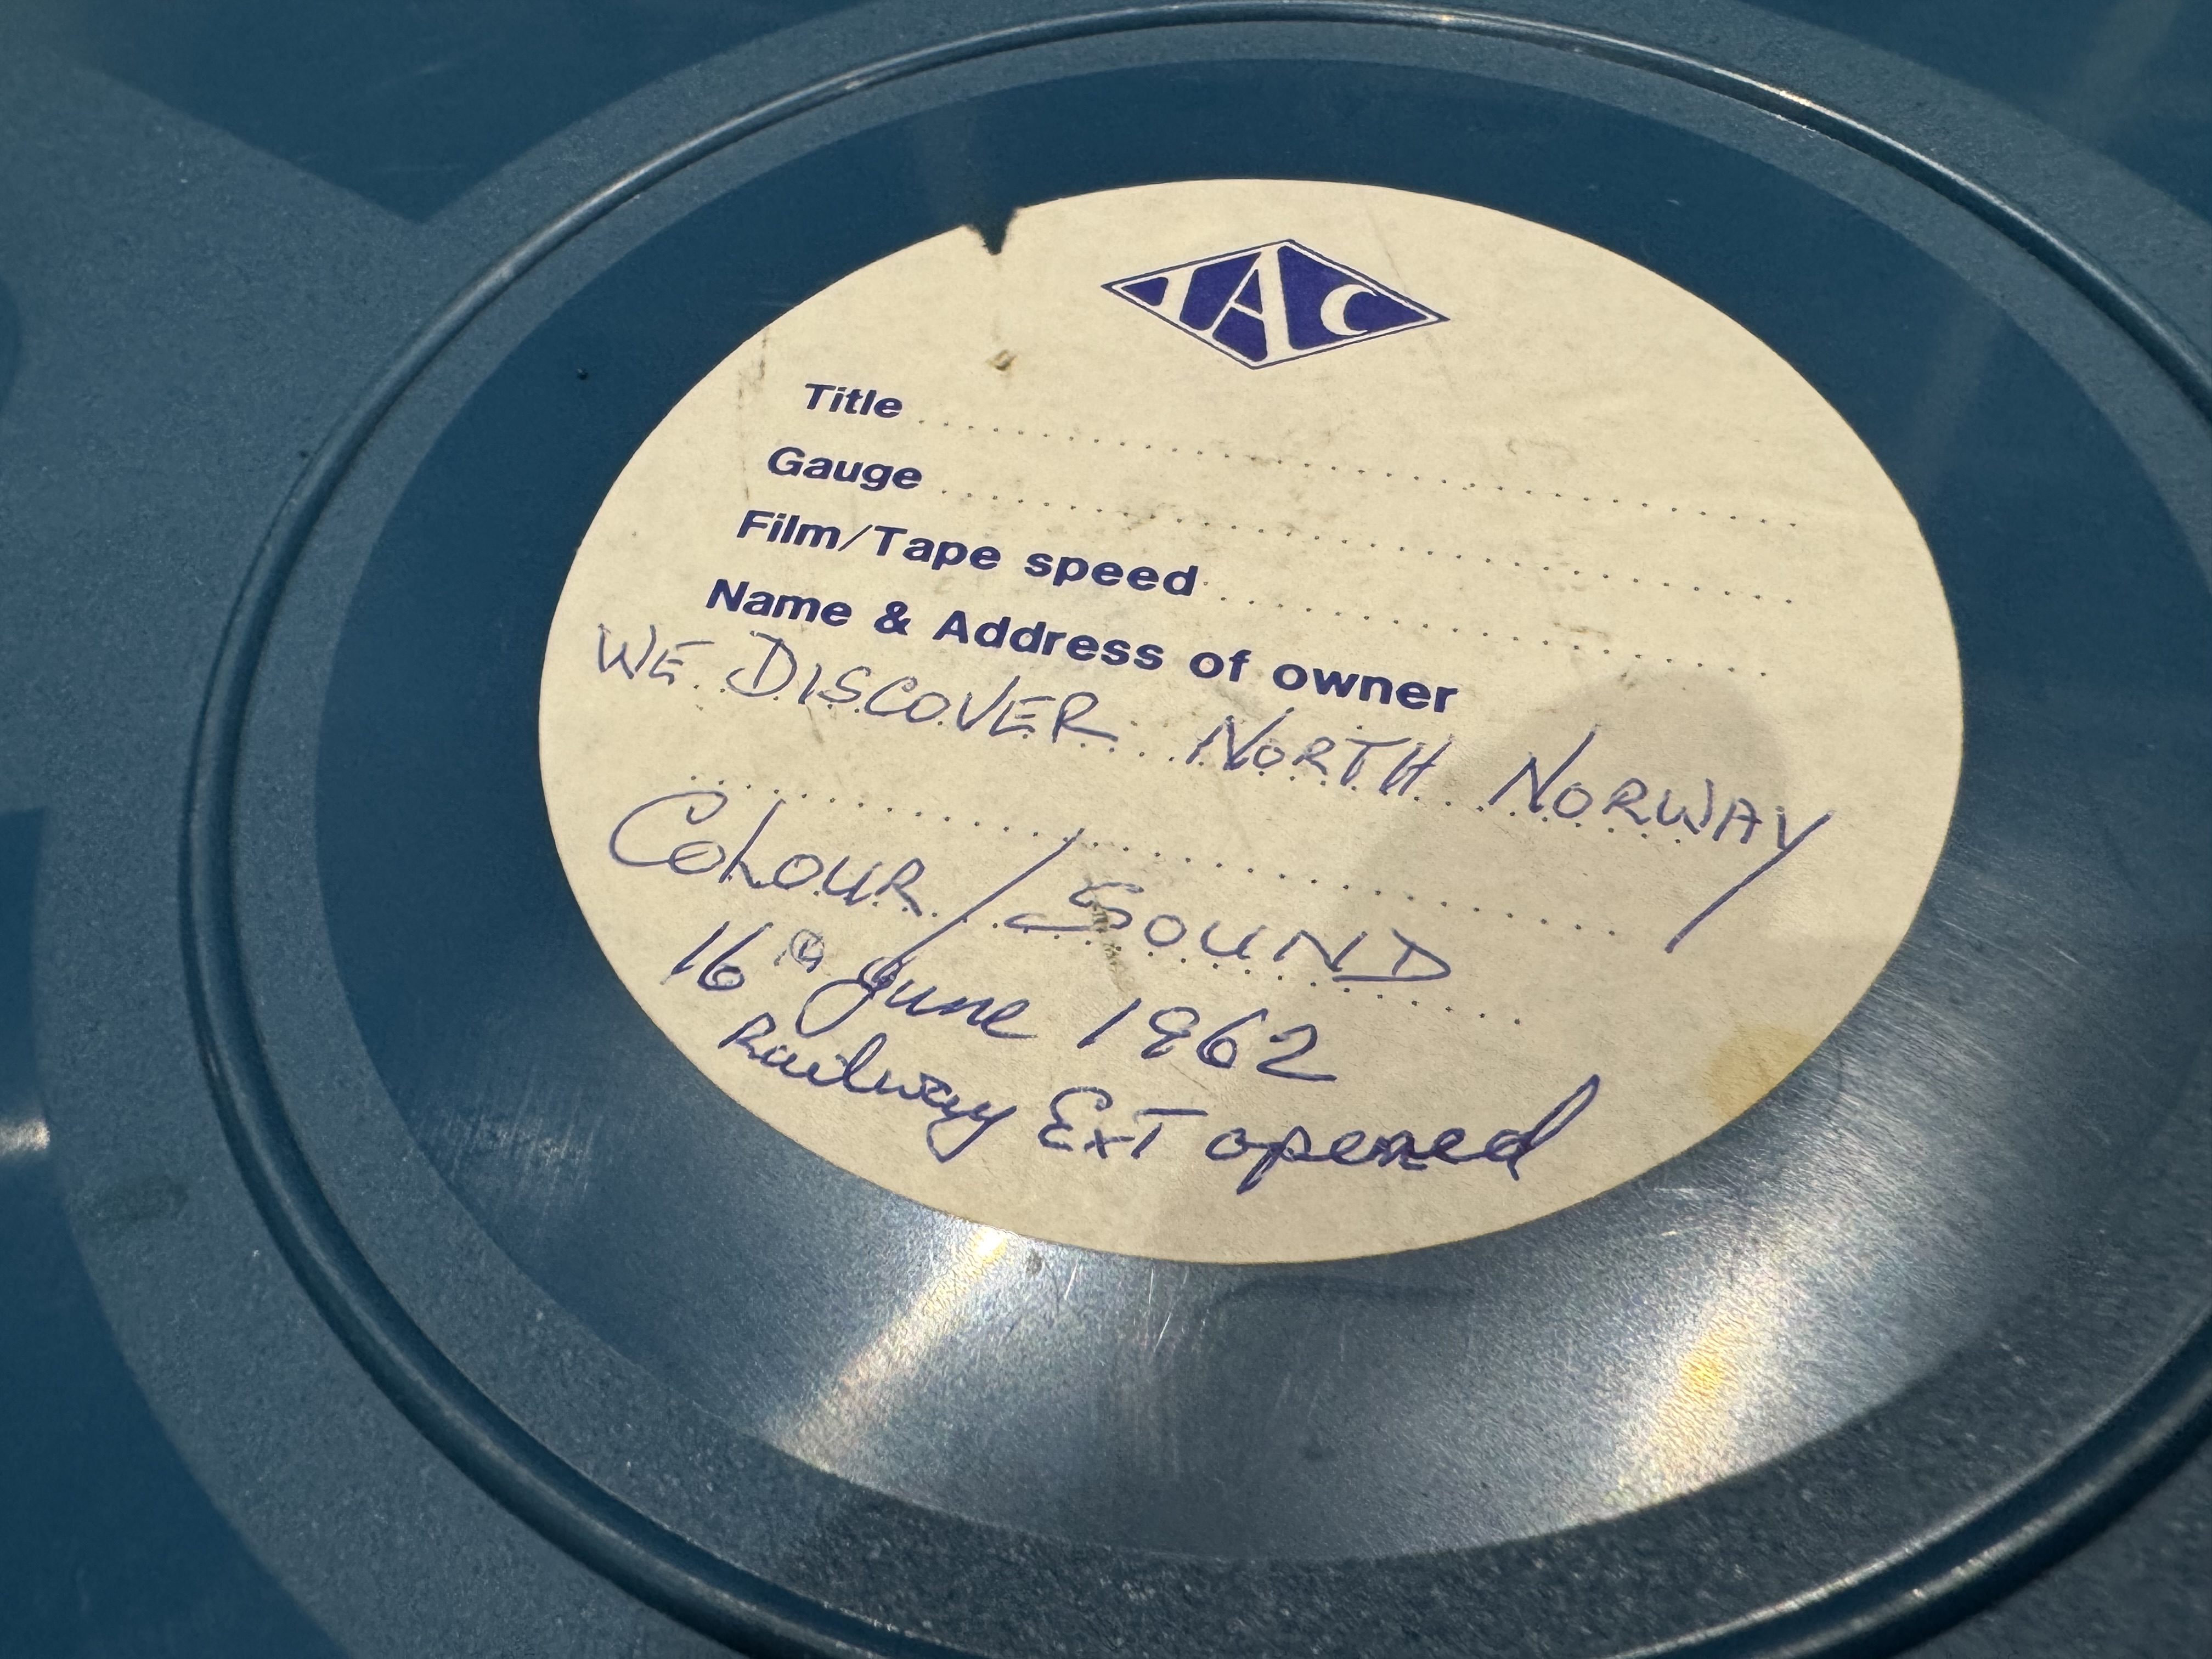 IAC
Title
Gauge
Film/Tape speed
Name & Address of owner
WE DISCOVER NORTH NORWAY
COLOUR / SOUND
16th June 1962
Railway ExT opened